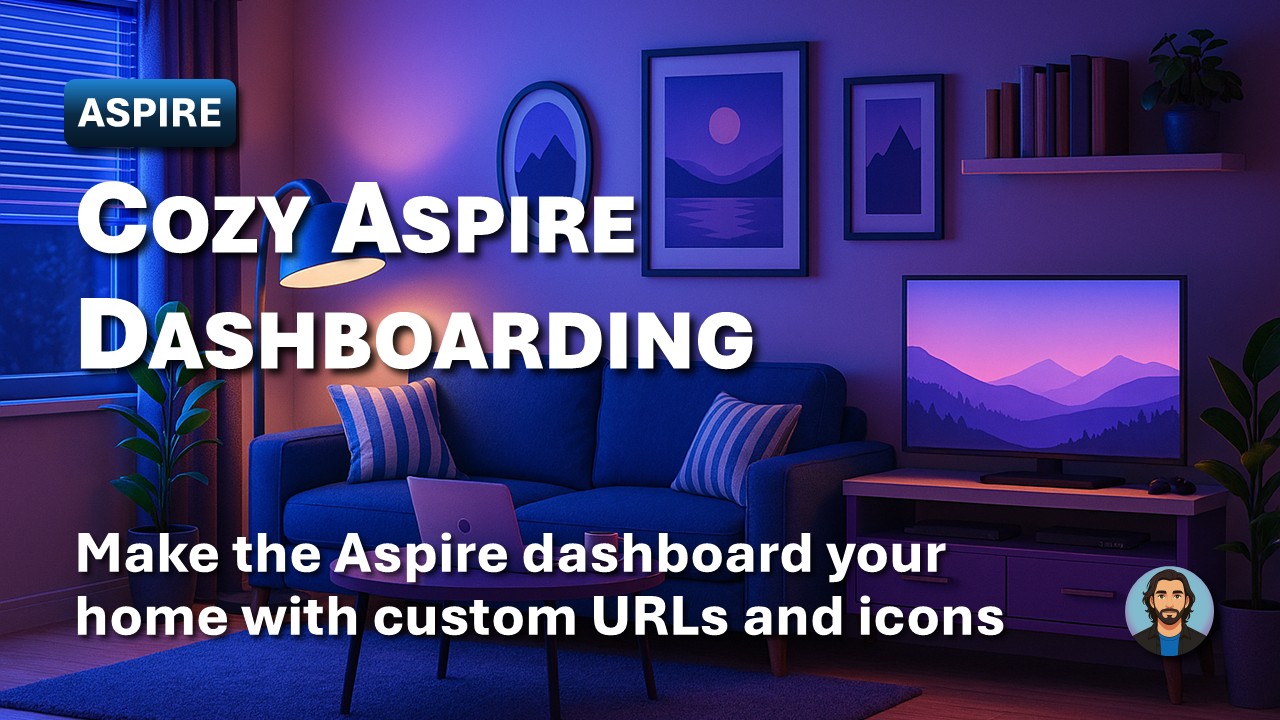 ASPIRE
Cozy Aspire
Dashboarding
Make the Aspire dashboard your
home with custom URLs and icons